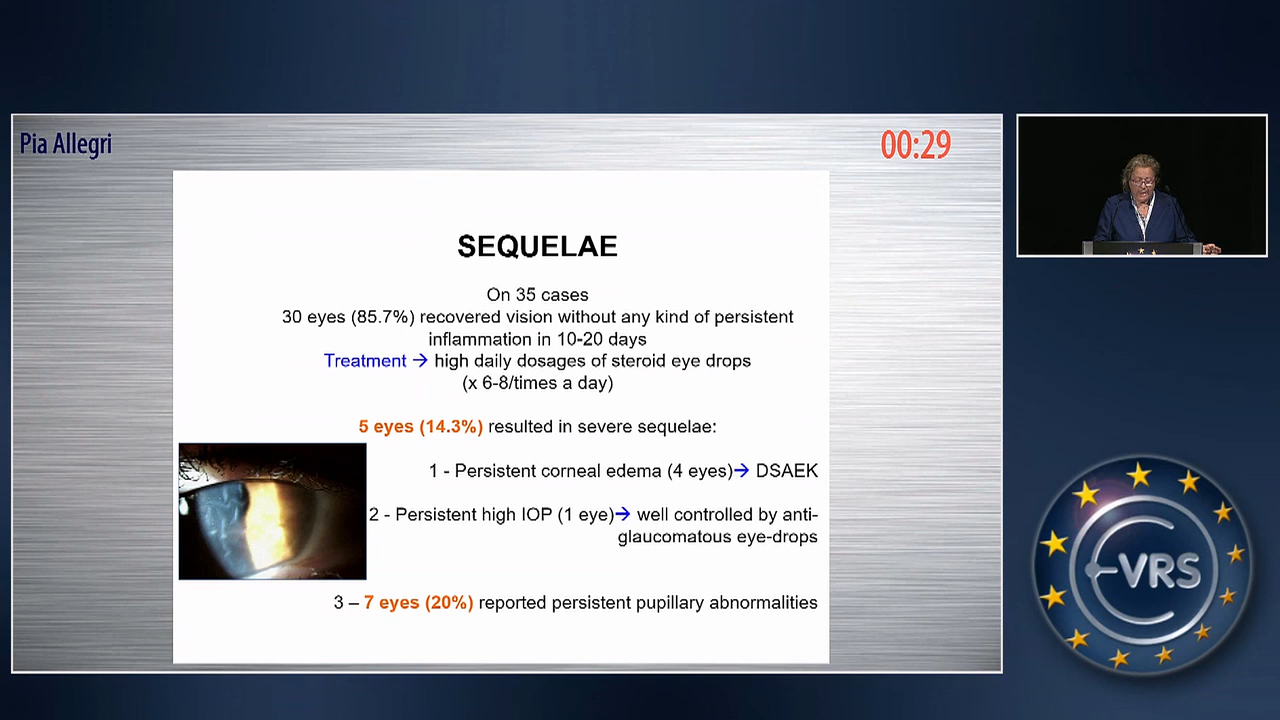 Pia Allegri
00:29
SEQUELAE
On 35 cases
30 eyes (85.7%) recovered vision without any kind of persistent
inflammation in 10-20 days
Treatment → high daily dosages of steroid eye drops
(x 6-8/times a day)
5 eyes (14.3%) resulted in severe sequelae:
1 - Persistent corneal edema (4 eyes)→ DSAEK
2 - Persistent high IOP (1 eye)→ well controlled by anti-
glaucomatous eye-drops
3 – 7 eyes (20%) reported persistent pupillary abnormalities
E-VRS